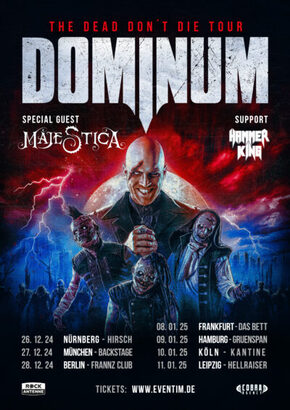 THE DEAD DON´T DIE TOUR
DOMINUM
SPECIAL GUEST
MAJESTICA
SUPPORT
HAMMER
KING
26. 12. 24 NÜRNBERG - HIRSCH
27. 12. 24 MÜNCHEN - BACKSTAGE
28. 12. 24 BERLIN - FRANNZ CLUB
08. 01. 25 FRANKFURT - DAS BETT
09. 01. 25 HAMBURG - GRUENSPAN
10. 01. 25 KÖLN - KANTINE
11. 01. 25 LEIPZIG - HELLRAISER
ROCK
ANTENNE
TICKETS: WWW.EVENTIM.DE
COBRA
AGENCY